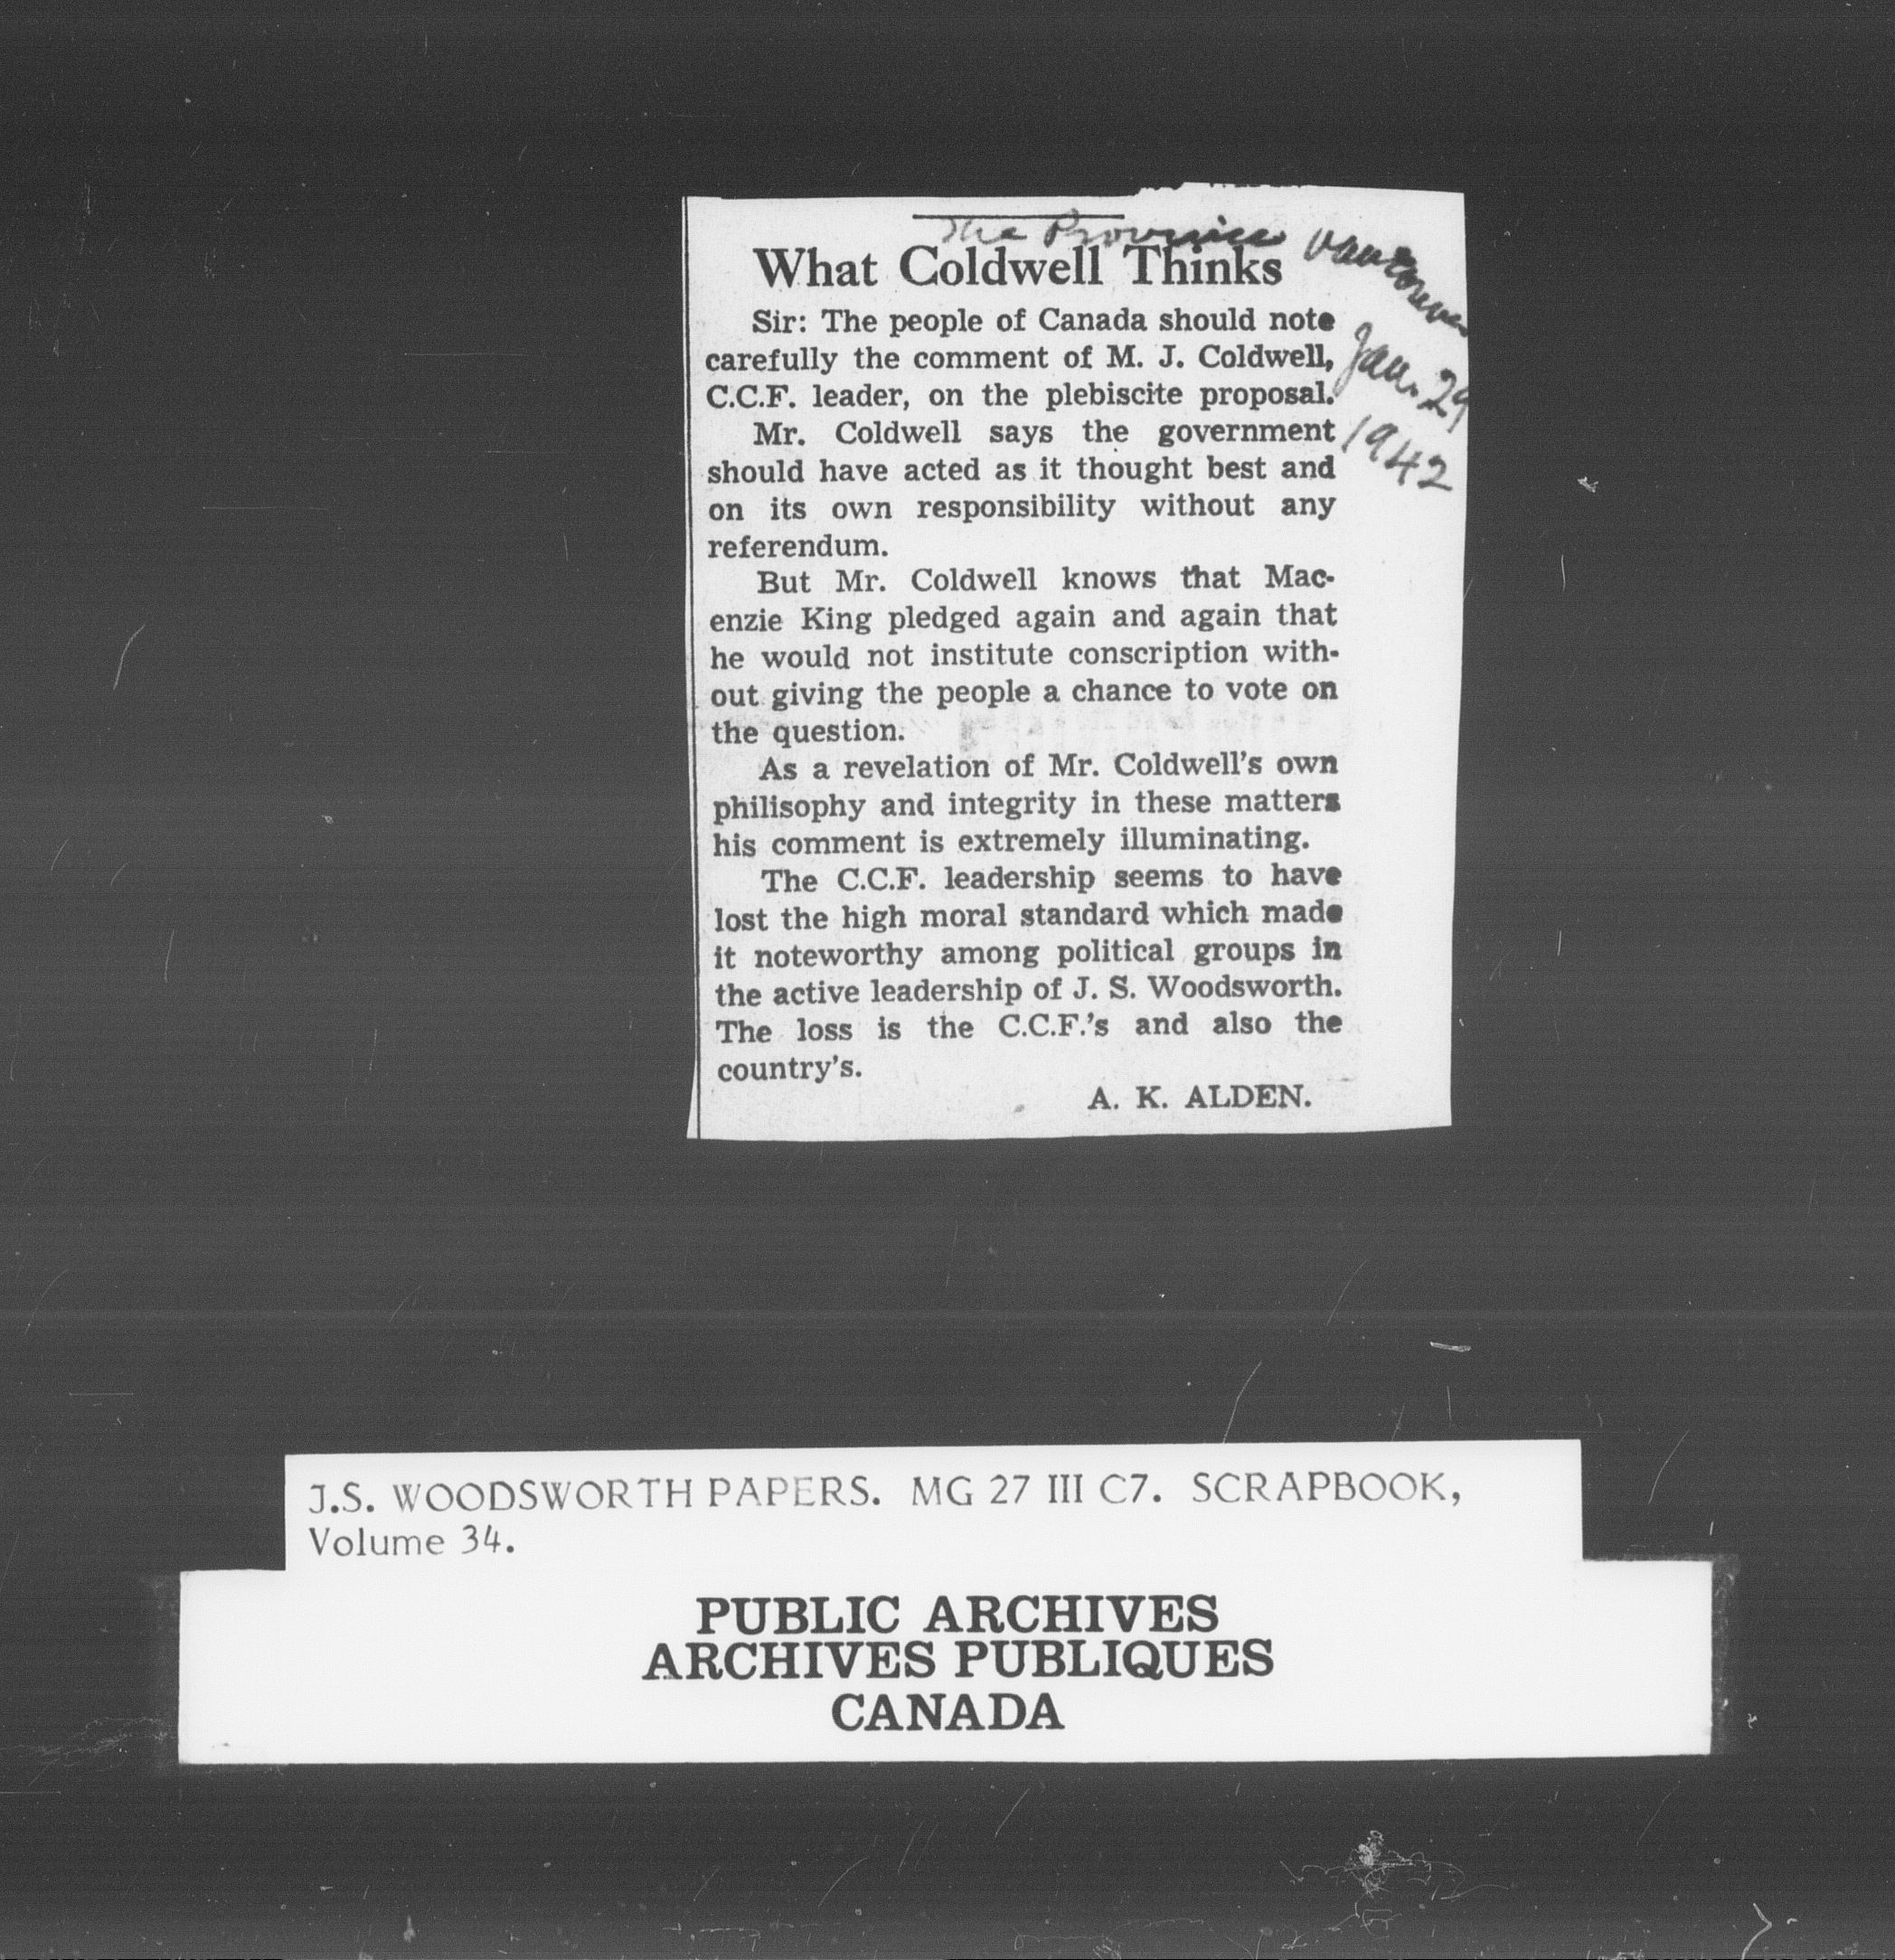 The Province Vancouver
Jan. 29
1942
What Coldwell Thinks
Sir: The people of Canada should note
carefully the comment of M. J. Coldwell,
C.C.F. leader, on the plebiscite proposal.
Mr. Coldwell says the government
should have acted as it thought best and
on its own responsibility without any
referendum.
But Mr. Coldwell knows that Mac-
enzie King pledged again and again that
he would not institute conscription with-
out giving the people a chance to vote on
the question.
As a revelation of Mr. Coldwell's own
philisophy and integrity in these matters
his comment is extremely illuminating.
The C.C.F. leadership seems to have
lost the high moral standard which made
it noteworthy among political groups in
the active leadership of J. S. Woodsworth.
The loss is the C.C.F.'s and also the
country's.
A. K. ALDEN.
J.S. WOODSWORTH PAPERS. MG 27 III C7. SCRAPBOOK,
Volume 34.
PUBLIC ARCHIVES
ARCHIVES PUBLIQUES
CANADA